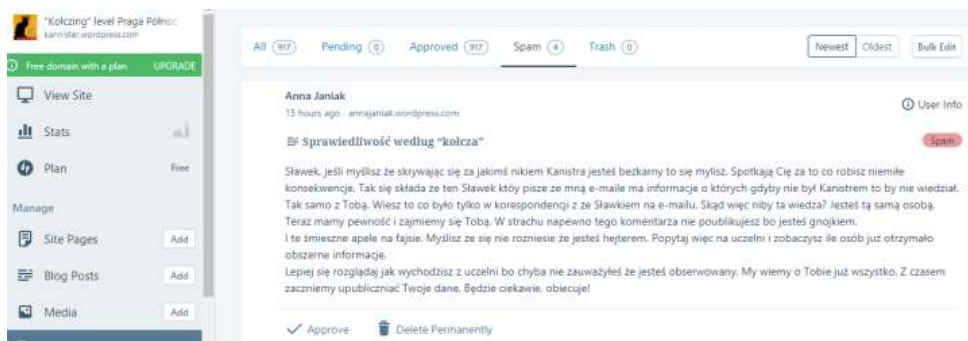 "Kołczing" level Praga Północ
kannister.wordpress.com
Free domain with a plan UPGRADE
View Site
Stats
Plan Free
Manage
Site Pages Add
Blog Posts Add
Media Add
All 917 Pending 0 Approved 917 Spam 4 Trash 0 Newest Oldest Bulk Edit
Anna Janiak
15 hours ago - annajaniak.wordpress.com
User Info
Sprawiedliwość według "kołcza"
Spam
Sławek, jeśli myślisz że skrywając się za jakimś nikiem Kanistra jesteś bezkarny to się mylisz. Spotkają Cię za to co robisz niemiłe
konsekwencje. Tak się składa że ten Sławek któy pisze ze mną e-maile ma informacje o których gdyby nie był Kanistrem to by nie wiedział.
Tak samo z Tobą. Wiesz to co było tylko w korespondencji z ze Sławkiem na e-mailu. Skąd więc niby ta wiedza? Jesteś tą samą osobą.
Teraz mamy pewność i zajmiemy się Tobą. W strachu napewno tego komentarza nie poublikujesz bo jesteś gnojkiem.
I te śmieszne apele na fajsie. Myślisz że się nie rozniesie że jesteś hejterem. Popytaj więc na uczelni i zobaczysz ile osób już otrzymało
obszerne informacje.
Lepiej się rozglądaj jak wychodzisz z uczelni bo chyba nie zauważyłeś że jesteś obserwowany. My wiemy o Tobie już wszystko. Z czasem
zaczniemy upubliczniać Twoje dane. Będzie ciekawie, obiecuje!
Approve Delete Permanently